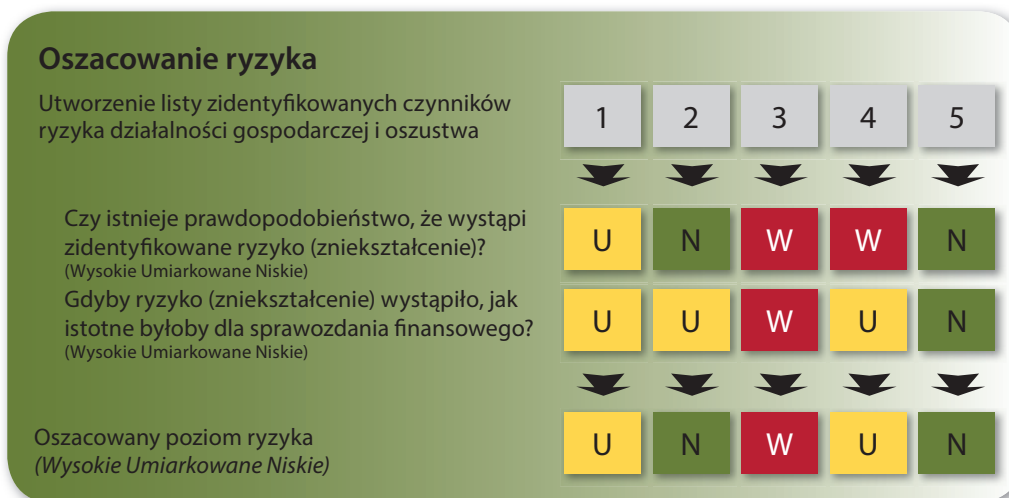 Oszacowanie ryzyka
Utworzenie listy zidentyfikowanych czynników
ryzyka działalności gospodarczej i oszustwa
1 2 3 4 5
Czy istnieje prawdopodobieństwo, że wystąpi
zidentyfikowane ryzyko (zniekształcenie)?
(Wysokie Umiarkowane Niskie)
U N W W N
Gdyby ryzyko (zniekształcenie) wystąpiło, jak
istotne byłoby dla sprawozdania finansowego?
(Wysokie Umiarkowane Niskie)
U U W U N
Oszacowany poziom ryzyka
(Wysokie Umiarkowane Niskie)
U N W U N